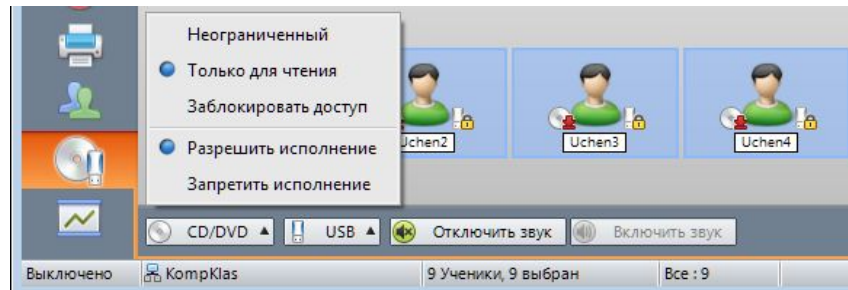 Неограниченный
Только для чтения
Заблокировать доступ
Разрешить исполнение
Запретить исполнение
Uchen2
Uchen3
Uchen4
CD/DVD ▲ USB ▲ Отключить звук Включить звук
Выключено KompKlas 9 Ученики, 9 выбран Все : 9